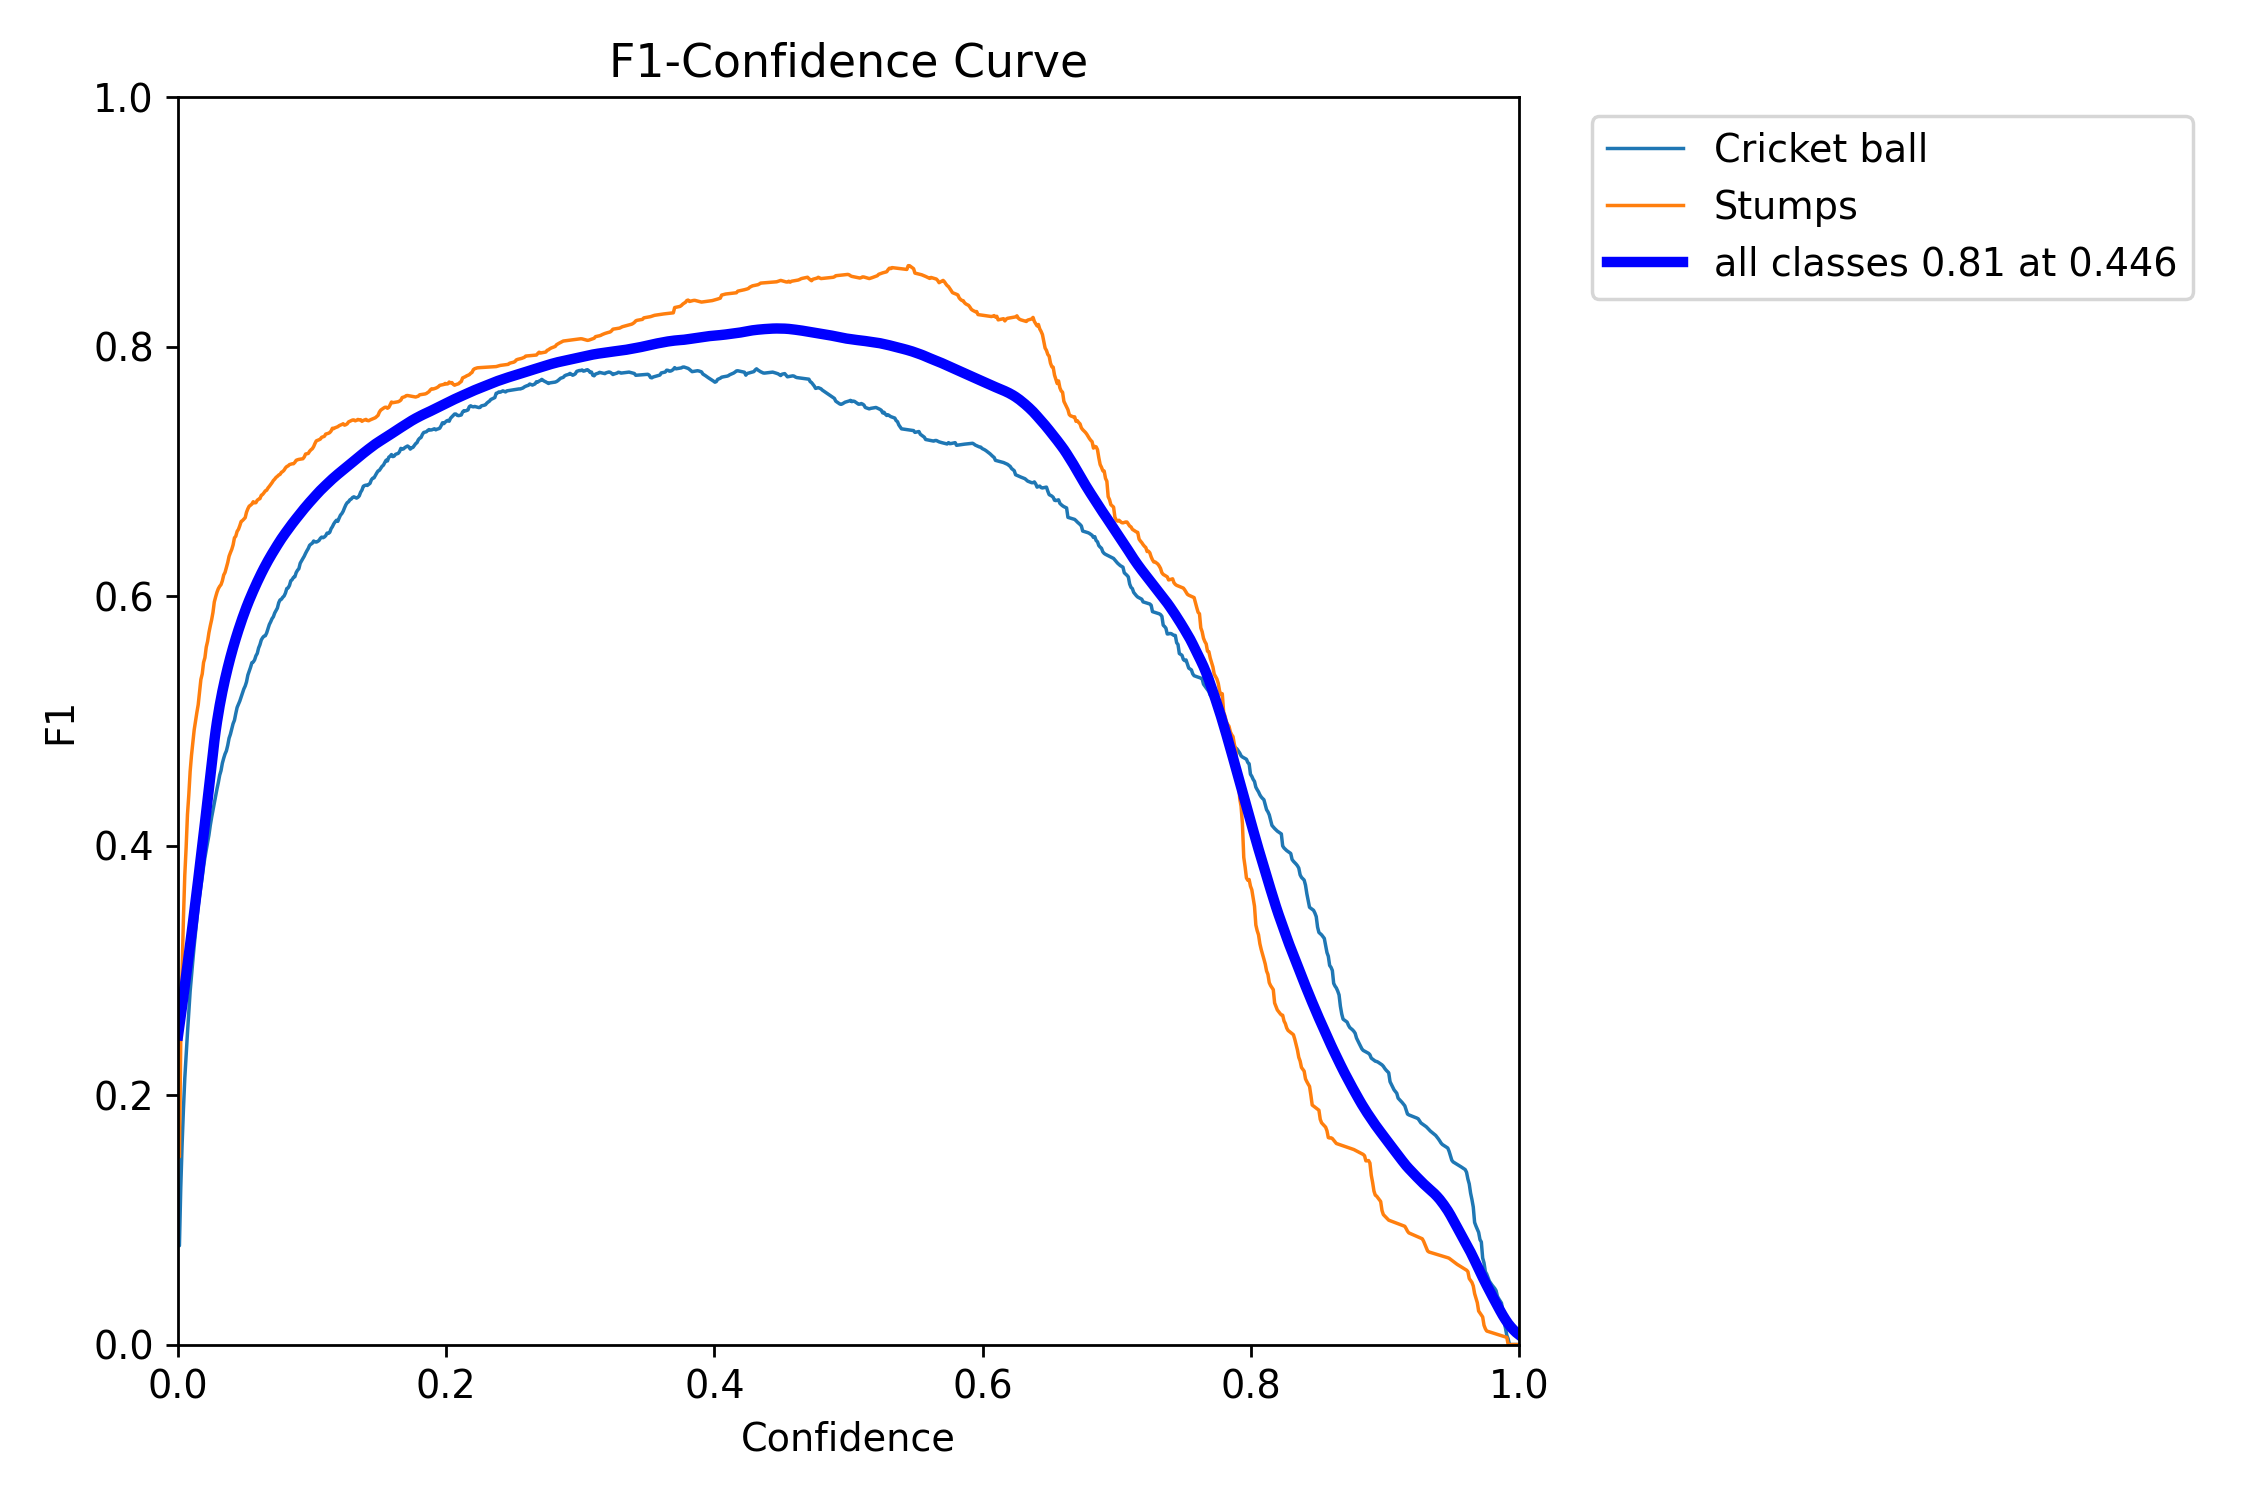 F1-Confidence Curve
Cricket ball
Stumps
all classes 0.81 at 0.446
F1
1.0
0.8
0.6
0.4
0.2
0.0
0.0 0.2 0.4 0.6 0.8 1.0
Confidence